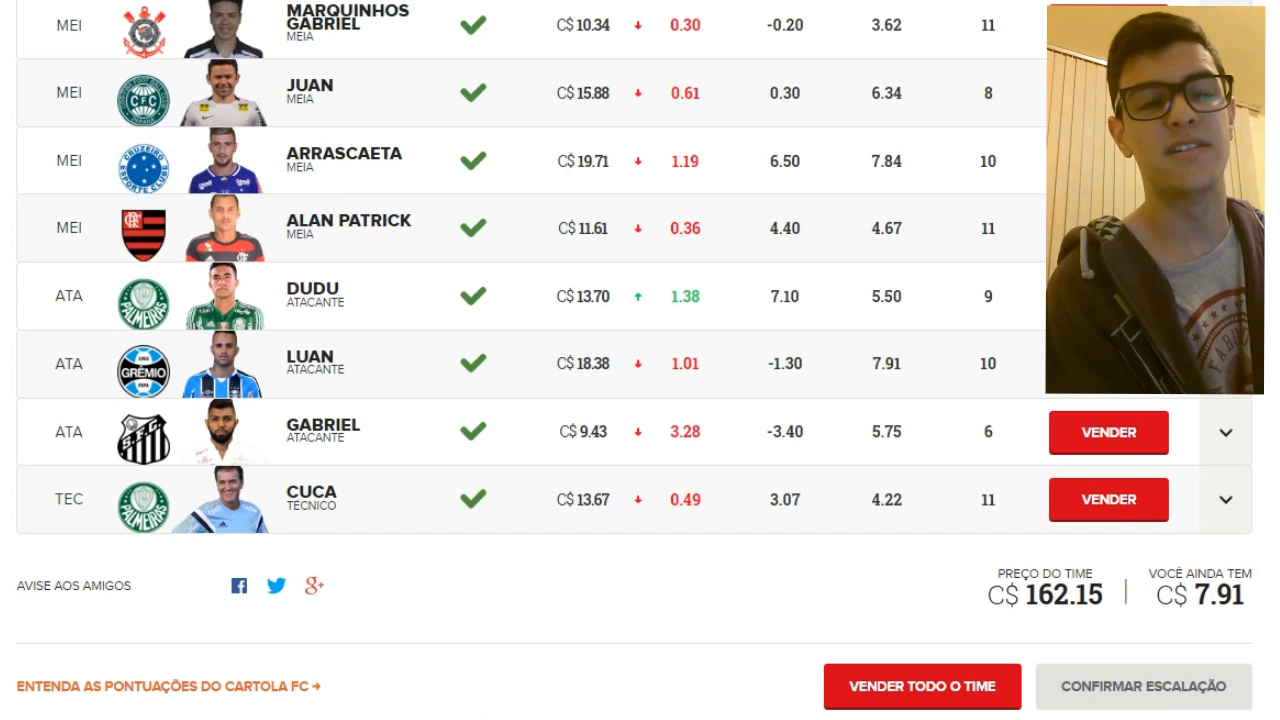 MEI MARQUINHOS GABRIEL MEIA C$ 10.34 0.30 -0.20 3.62 11
MEI JUAN MEIA C$ 15.88 0.61 0.30 6.34 8
MEI ARRASCAETA MEIA C$ 19.71 1.19 6.50 7.84 10
MEI ALAN PATRICK MEIA C$ 11.61 0.36 4.40 4.67 11
ATA PALMEIRAS DUDU ATACANTE C$ 13.70 1.38 7.10 5.50 9
ATA GRÊMIO LUAN ATACANTE C$ 18.38 1.01 -1.30 7.91 10
ATA GABRIEL ATACANTE C$ 9.43 3.28 -3.40 5.75 6 VENDER
TEC PALMEIRAS CUCA TÉCNICO C$ 13.67 0.49 3.07 4.22 11 VENDER
AVISE AOS AMIGOS
PREÇO DO TIME VOCÊ AINDA TEM
C$ 162.15 | C$ 7.91
ENTENDA AS PONTUAÇÕES DO CARTOLA FC VENDER TODO O TIME CONFIRMAR ESCALAÇÃO